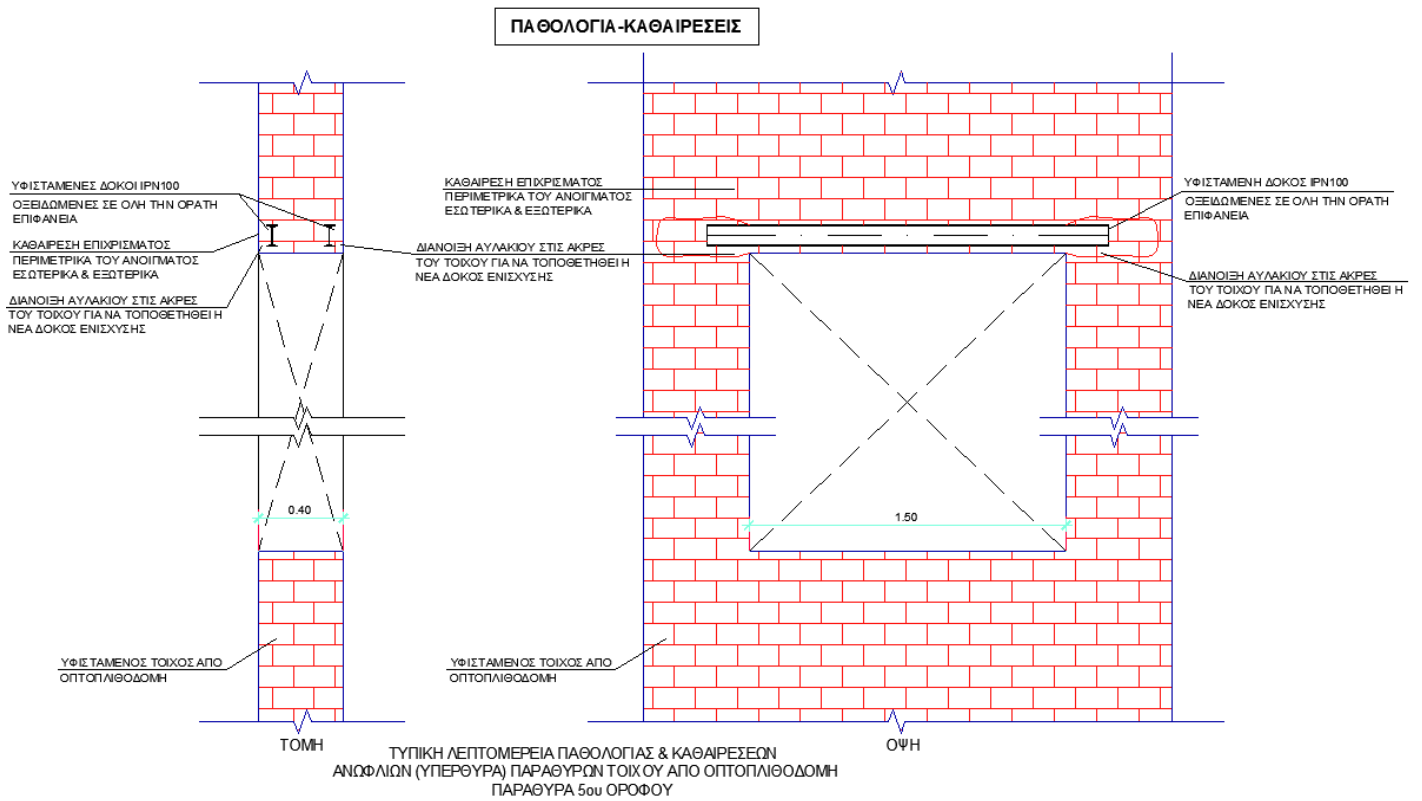 ΠΑΘΟΛΟΓΙΑ-ΚΑΘΑΙΡΕΣΕΙΣ
ΥΦΙΣΤΑΜΕΝΕΣ ΔΟΚΟΙ IPN100
ΟΞΕΙΔΩΜΕΝΕΣ ΣΕ ΟΛΗ ΤΗΝ ΟΡΑΤΗ
ΕΠΙΦΑΝΕΙΑ
ΚΑΘΑΙΡΕΣΗ ΕΠΙΧΡΙΣΜΑΤΟΣ
ΠΕΡΙΜΕΤΡΙΚΑ ΤΟΥ ΑΝΟΙΓΜΑΤΟΣ
ΕΣΩΤΕΡΙΚΑ & ΕΞΩΤΕΡΙΚΑ
ΔΙΑΝΟΙΞΗ ΑΥΛΑΚΙΟΥ ΣΤΙΣ ΑΚΡΕΣ
ΤΟΥ ΤΟΙΧΟΥ ΓΙΑ ΝΑ ΤΟΠΟΘΕΤΗΘΕΙ Η
ΝΕΑ ΔΟΚΟΣ ΕΝΙΣΧΥΣΗΣ
0.40
ΥΦΙΣΤΑΜΕΝΟΣ ΤΟΙΧΟΣ ΑΠΟ
ΟΠΤΟΠΛΙΘΟΔΟΜΗ
ΤΟΜΗ
ΚΑΘΑΙΡΕΣΗ ΕΠΙΧΡΙΣΜΑΤΟΣ
ΠΕΡΙΜΕΤΡΙΚΑ ΤΟΥ ΑΝΟΙΓΜΑΤΟΣ
ΕΣΩΤΕΡΙΚΑ & ΕΞΩΤΕΡΙΚΑ
ΔΙΑΝΟΙΞΗ ΑΥΛΑΚΙΟΥ ΣΤΙΣ ΑΚΡΕΣ
ΤΟΥ ΤΟΙΧΟΥ ΓΙΑ ΝΑ ΤΟΠΟΘΕΤΗΘΕΙ Η
ΝΕΑ ΔΟΚΟΣ ΕΝΙΣΧΥΣΗΣ
ΥΦΙΣΤΑΜΕΝΗ ΔΟΚΟΣ IPN100
ΟΞΕΙΔΩΜΕΝΕΣ ΣΕ ΟΛΗ ΤΗΝ ΟΡΑΤΗ
ΕΠΙΦΑΝΕΙΑ
ΔΙΑΝΟΙΞΗ ΑΥΛΑΚΙΟΥ ΣΤΙΣ ΑΚΡΕΣ
ΤΟΥ ΤΟΙΧΟΥ ΓΙΑ ΝΑ ΤΟΠΟΘΕΤΗΘΕΙ Η
ΝΕΑ ΔΟΚΟΣ ΕΝΙΣΧΥΣΗΣ
1.50
ΥΦΙΣΤΑΜΕΝΟΣ ΤΟΙΧΟΣ ΑΠΟ
ΟΠΤΟΠΛΙΘΟΔΟΜΗ
ΟΨΗ
ΤΥΠΙΚΗ ΛΕΠΤΟΜΕΡΕΙΑ ΠΑΘΟΛΟΓΙΑΣ & ΚΑΘΑΙΡΕΣΕΩΝ
ΑΝΩΦΛΙΩΝ (ΥΠΕΡΘΥΡΑ) ΠΑΡΑΘΥΡΩΝ ΤΟΙΧΟΥ ΑΠΟ ΟΠΤΟΠΛΙΘΟΔΟΜΗ
ΠΑΡΑΘΥΡΑ 5ου ΟΡΟΦΟΥ